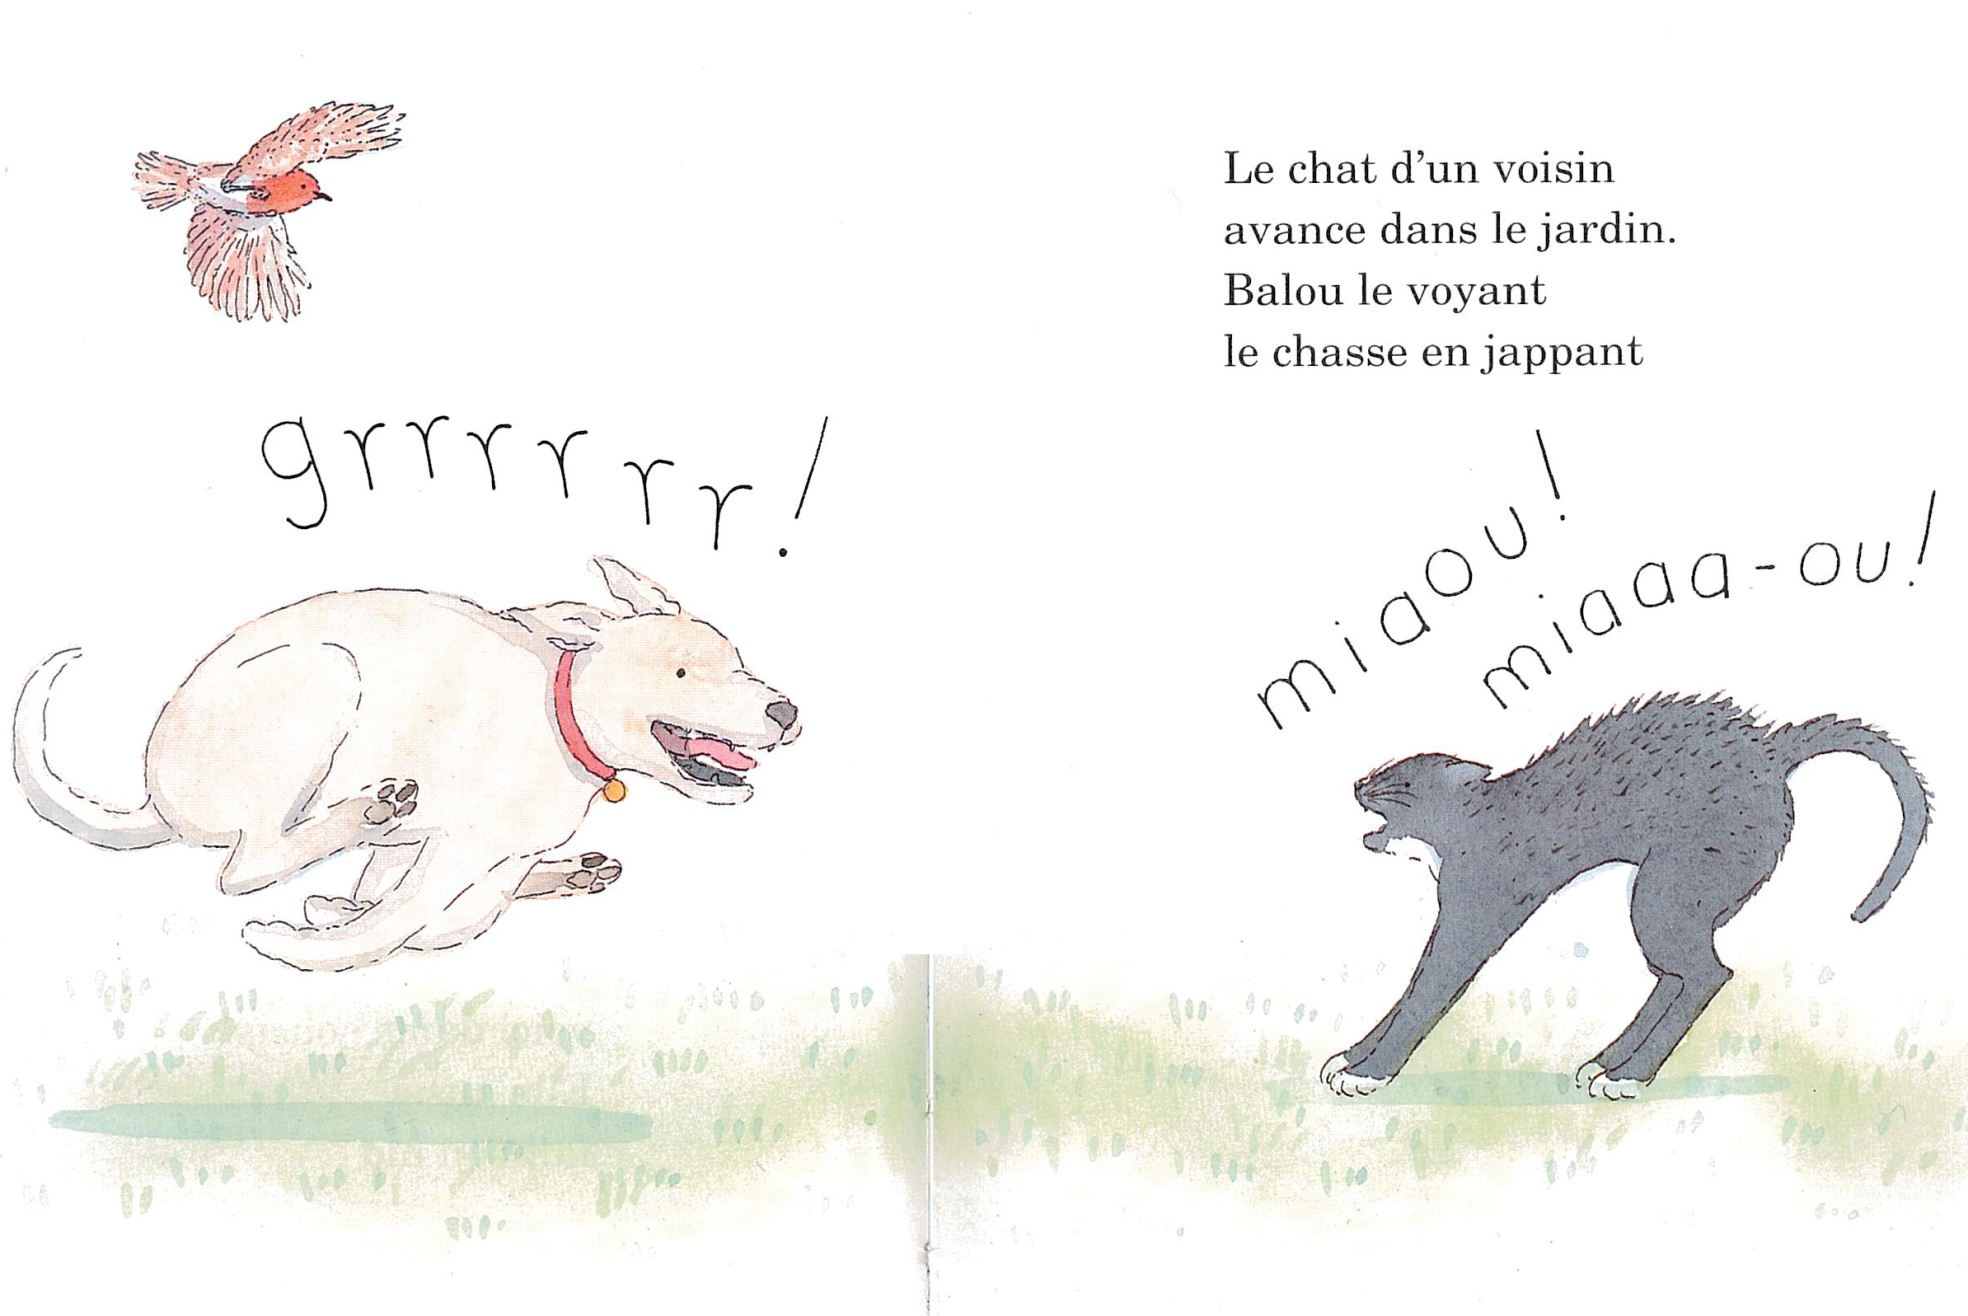 Le chat d'un voisin
avance dans le jardin.
Balou le voyant
le chasse en jappant
grrrrrr!
miaou!
miaaa-ou!